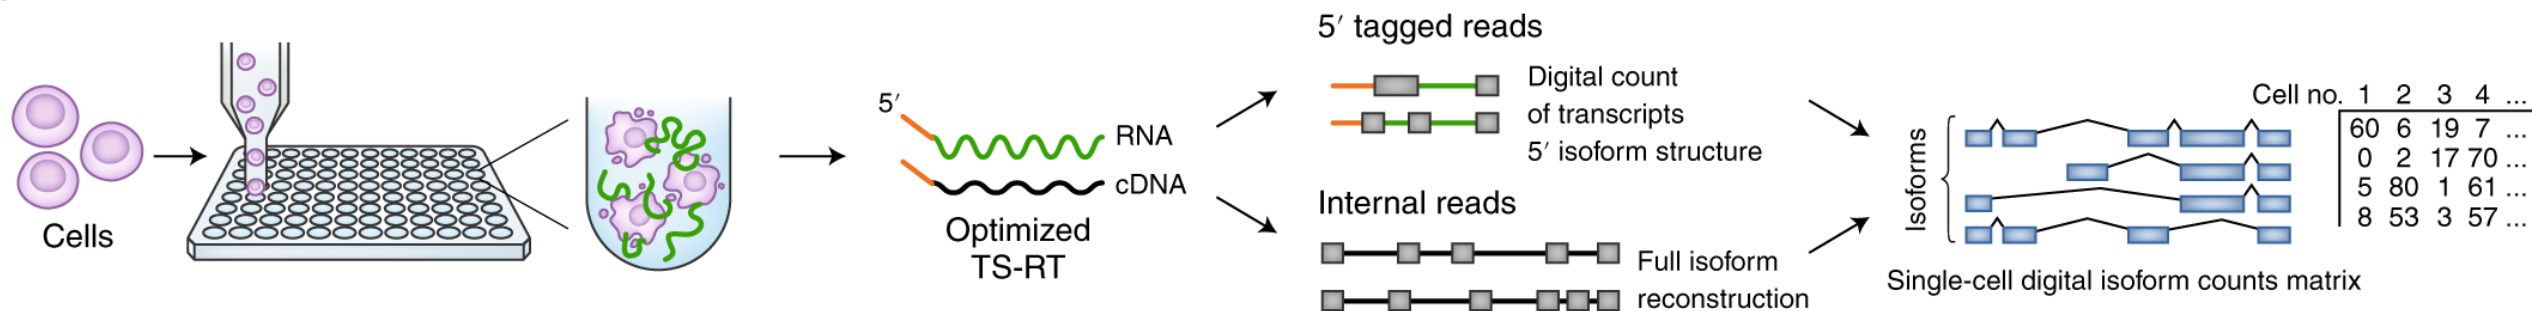 Cells
5′
RNA
cDNA
Optimized
TS-RT
5′ tagged reads
Digital count
of transcripts
5′ isoform structure
Internal reads
Full isoform
reconstruction
Isoforms
Cell no. 1 2 3 4 ...
60 6 19 7 ...
0 2 17 70 ...
5 80 1 61 ...
8 53 3 57 ...
Single-cell digital isoform counts matrix